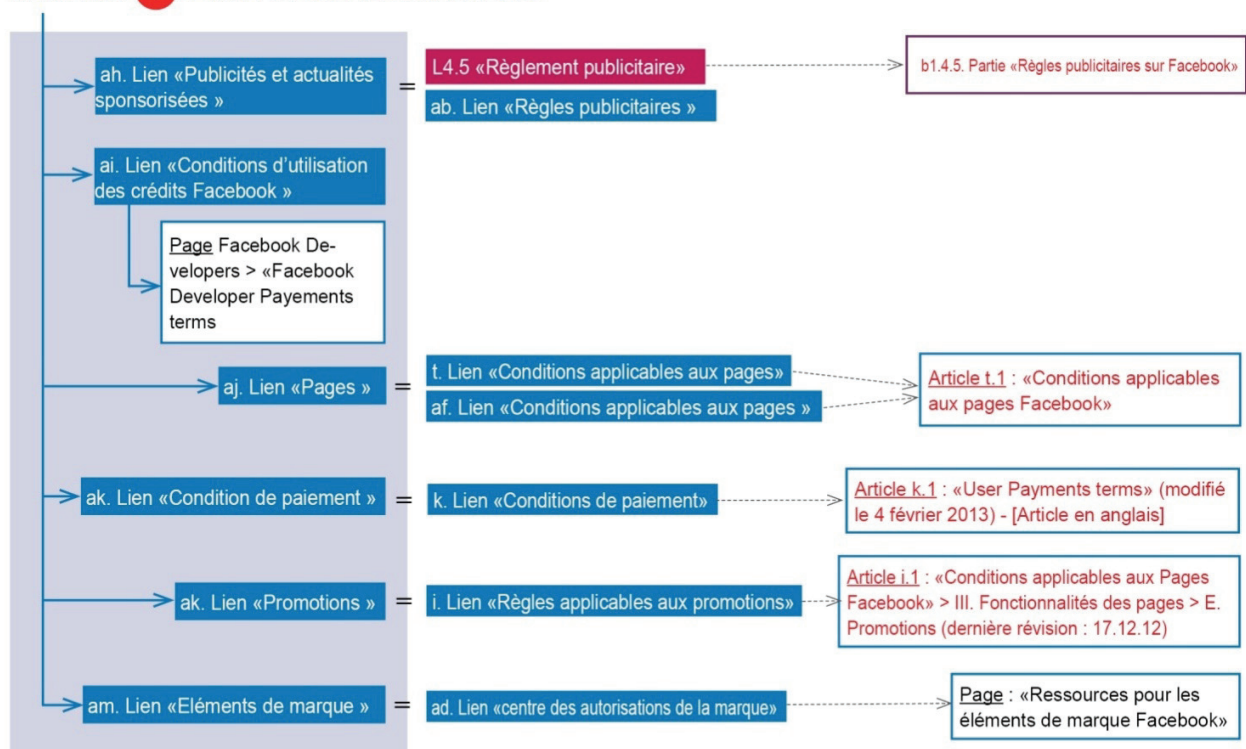 ah. Lien «Publicités et actualités
sponsorisées »
=
L4.5 «Règlement publicitaire»
ab. Lien «Règles publicitaires »
b1.4.5. Partie «Règles publicitaires sur Facebook»
ai. Lien «Conditions d’utilisation
des crédits Facebook »
Page Facebook De-
velopers > «Facebook
Developer Payements
terms
aj. Lien «Pages »
=
t. Lien «Conditions applicables aux pages»
af. Lien «Conditions applicables aux pages »
Article t.1 : «Conditions applicables
aux pages Facebook»
ak. Lien «Condition de paiement »
=
k. Lien «Conditions de paiement»
Article k.1 : «User Payments terms» (modifié
le 4 février 2013) - [Article en anglais]
ak. Lien «Promotions »
=
i. Lien «Règles applicables aux promotions»
Article i.1 : «Conditions applicables aux Pages
Facebook» > III. Fonctionnalités des pages > E.
Promotions (dernière révision : 17.12.12)
am. Lien «Eléments de marque »
=
ad. Lien «centre des autorisations de la marque»
Page : «Ressources pour les
éléments de marque Facebook»